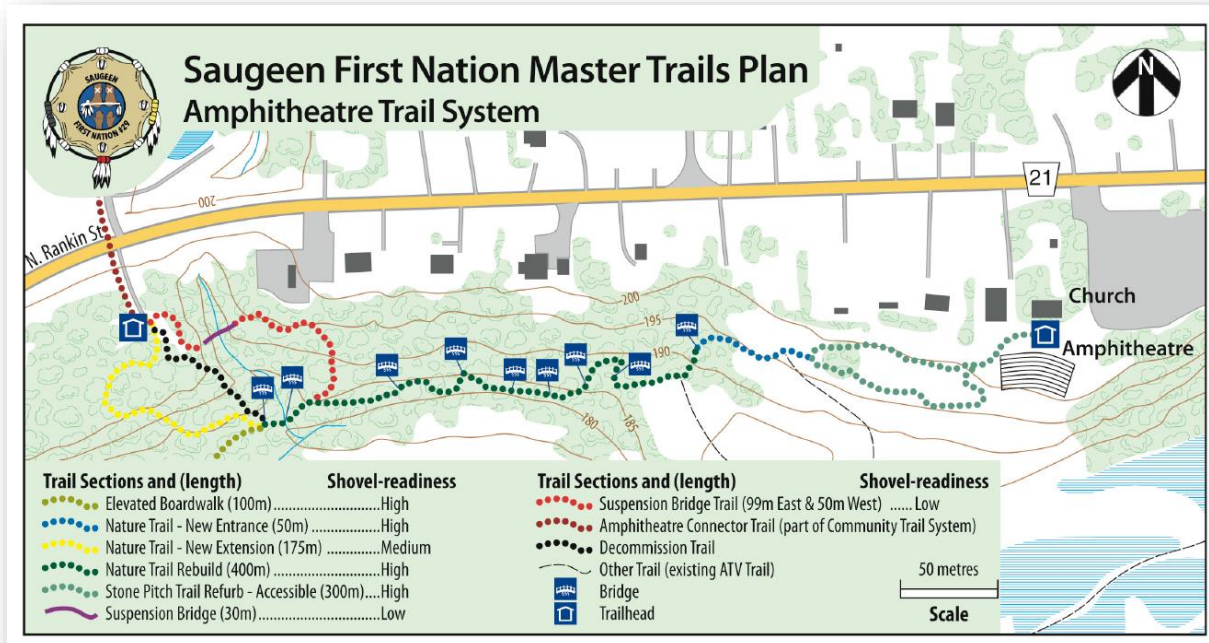 SAUGEEN
FIRST NATION #29
Saugeen First Nation Master Trails Plan
Amphitheatre Trail System
N
21
200
N. Rankin St
200
195
190
180
185
Church
Amphitheatre
Trail Sections and (length) Shovel-readiness
Elevated Boardwalk (100m)..................High
Nature Trail - New Entrance (50m)..................High
Nature Trail - New Extension (175m)..............Medium
Nature Trail Rebuild (400m)........................High
Stone Pitch Trail Refurb - Accessible (300m)....High
Suspension Bridge (30m)................................Low
Trail Sections and (length) Shovel-readiness
Suspension Bridge Trail (99m East & 50m West) ...... Low
Amphitheatre Connector Trail (part of Community Trail System)
Decommission Trail
Other Trail (existing ATV Trail)
Bridge
Trailhead
50 metres
Scale